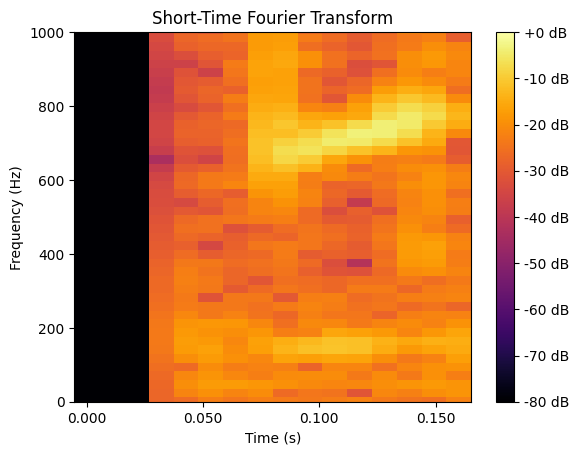 Short-Time Fourier Transform
1000
800
600
400
200
0
Frequency (Hz)
0.000
0.050
0.100
0.150
Time (s)
+0 dB
-10 dB
-20 dB
-30 dB
-40 dB
-50 dB
-60 dB
-70 dB
-80 dB